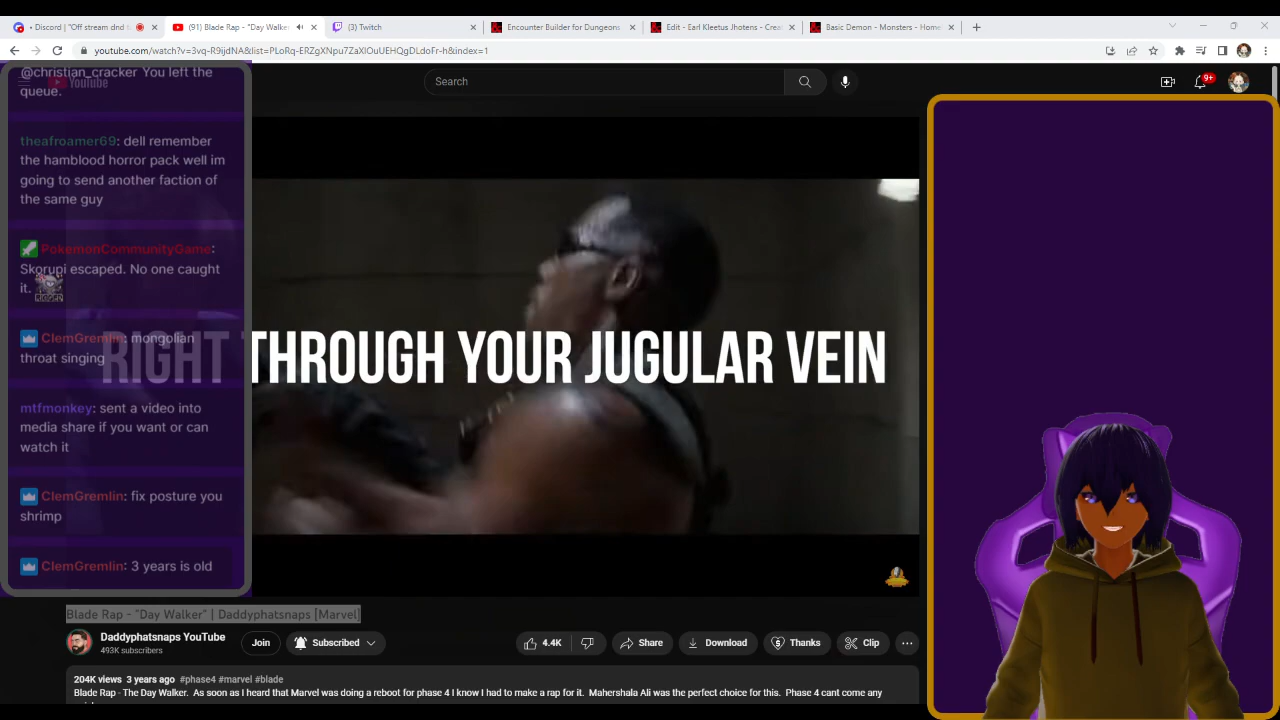 Discord | "Off stream dnd
(91) Blade Rap - "Day Walke
(3) Twitch
Encounter Builder for Dungeons
Edit - Earl Kleetus Jhotens - Crea
Basic Demon - Monsters - Home
youtube.com/watch?v=3vq-R9ijdNA&list=PLoRq-ERZgXNpu7ZaXlOuUEHQgDLdoFr-h&index=1
@christian_cracker You left the
queue.
YouTube
Search
9+
theafroamer69: dell remember
the hamblood horror pack well im
going to send another faction of
the same guy
PokemonCommunityGame:
Skorupi escaped. No one caught
it.
ClemGremlin: mongolian
throat singing
mtfmonkey: sent a video into
media share if you want or can
watch it
ClemGremlin: fix posture you
shrimp
ClemGremlin: 3 years is old
RIGHT THROUGH YOUR JUGULAR VEIN
Blade Rap - "Day Walker" | Daddyphatsnaps [Marvel]
Daddyphatsnaps YouTube
493K subscribers
Join
Subscribed
4.4K
Share
Download
Thanks
Clip
204K views 3 years ago #phase4 #marvel #blade
Blade Rap - The Day Walker. As soon as I heard that Marvel was doing a reboot for phase 4 I know I had to make a rap for it. Mahershala Ali was the perfect choice for this. Phase 4 cant come any